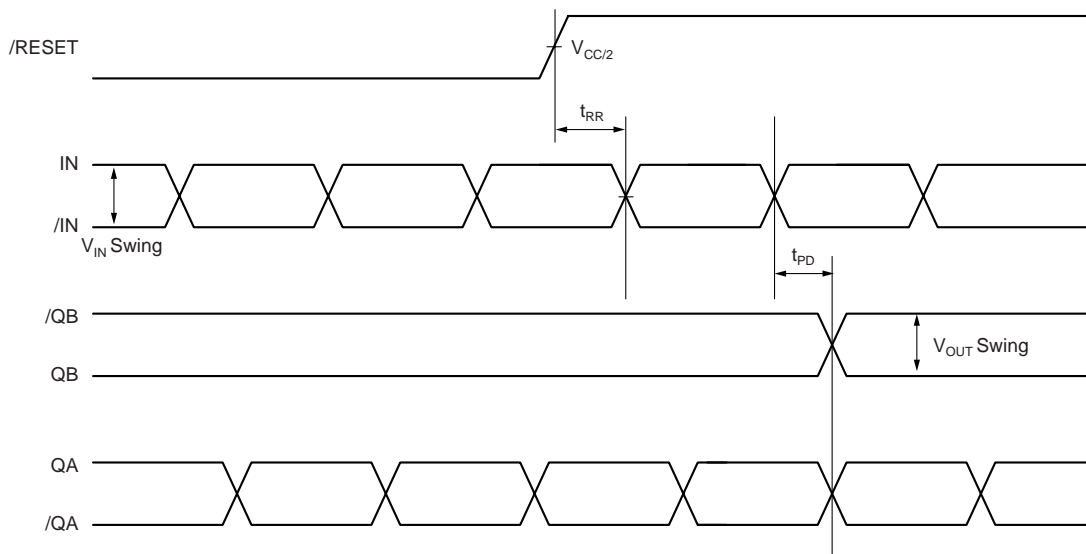 /RESET
VCC/2
tRR
IN
/IN
VIN Swing
tPD
/QB
VOUT Swing
QB
QA
/QA